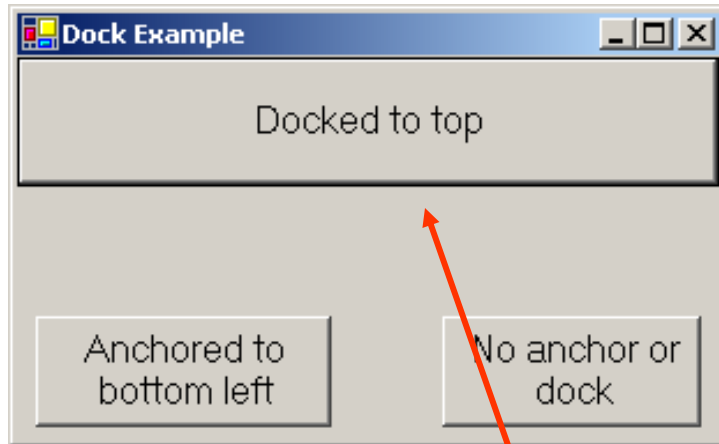 Dock Example
Docked to top
Anchored to
bottom left
No anchor or
dock